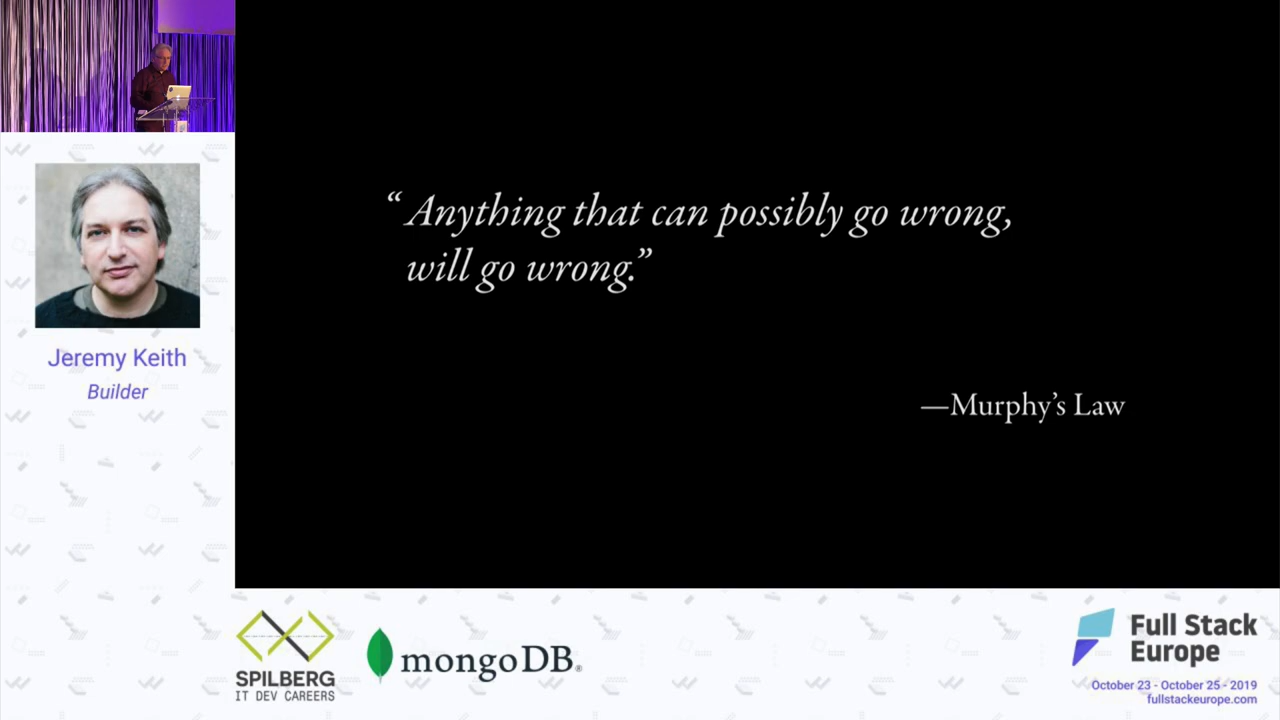 “ Anything that can possibly go wrong,
will go wrong.”
—Murphy’s Law
Jeremy Keith
Builder
SPILBERG
IT DEV CAREERS
mongoDB®
Full Stack
Europe
October 23 - October 25 - 2019
fullstackeurope.com